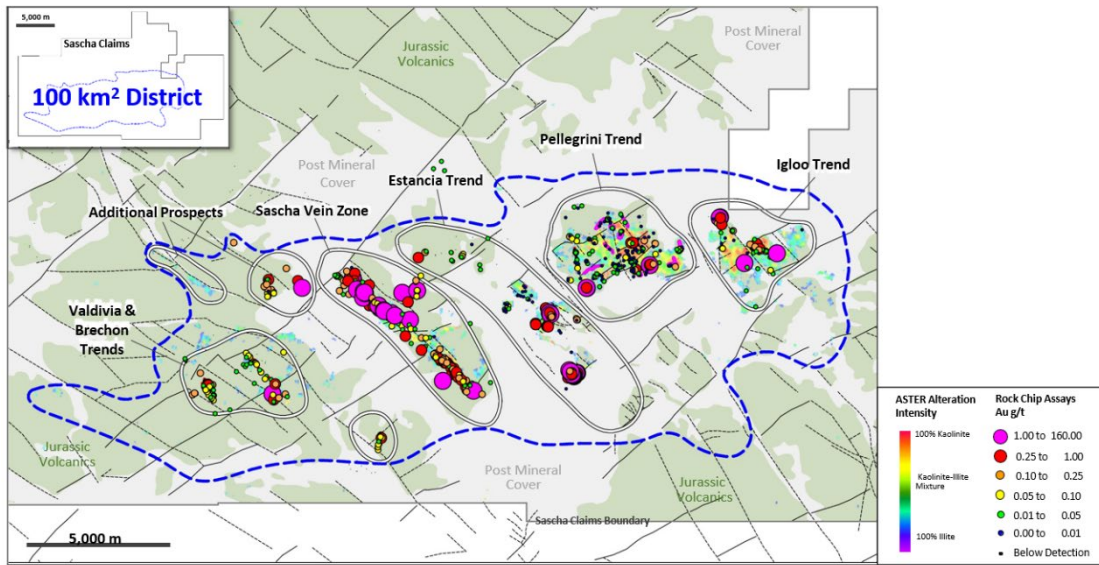 5,000 m
Sascha Claims
100 km² District
Jurassic
Volcanics
Post Mineral
Cover
Post Mineral
Cover
Pellegrini Trend
Igloo Trend
Estancia Trend
Additional Prospects
Sascha Vein Zone
Valdivia &
Brechon
Trends
Jurassic
Volcanics
Post Mineral
Cover
Jurassic
Volcanics
Sascha Claims Boundary
5,000 m
ASTER Alteration
Intensity
100% Kaolinite
Kaolinite-Illite
Mixture
100% Illite
Rock Chip Assays
Au g/t
1.00 to 160.00
0.25 to 1.00
0.10 to 0.25
0.05 to 0.10
0.01 to 0.05
0.00 to 0.01
Below Detection